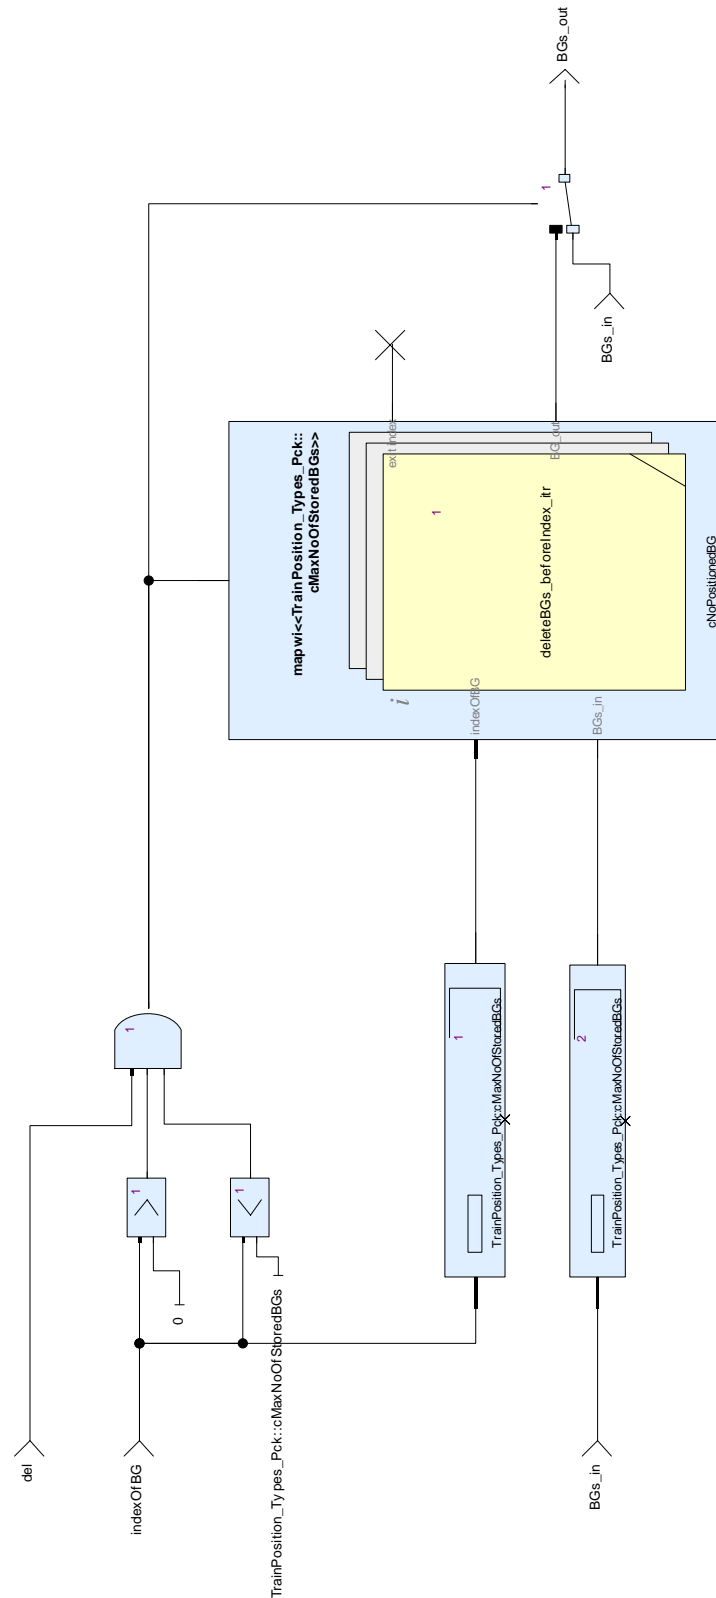 del
indexOfBG
1
1
>
0
1
<
TrainPosition_Types_Pck::cMaxNoOfStoredBGs
mapwi<<TrainPosition_Types_Pck::
cMaxNoOfStoredBGs>>
i
exit index
1
1
TrainPosition_Types_Pck::cMaxNoOfStoredBGs
indexOfBG
deleteBGs_beforeIndex_itr
BG_out
1
BGs_out
BGs_in
2
TrainPosition_Types_Pck::cMaxNoOfStoredBGs
BGs_in
BGs_in
cNoPositionedBG